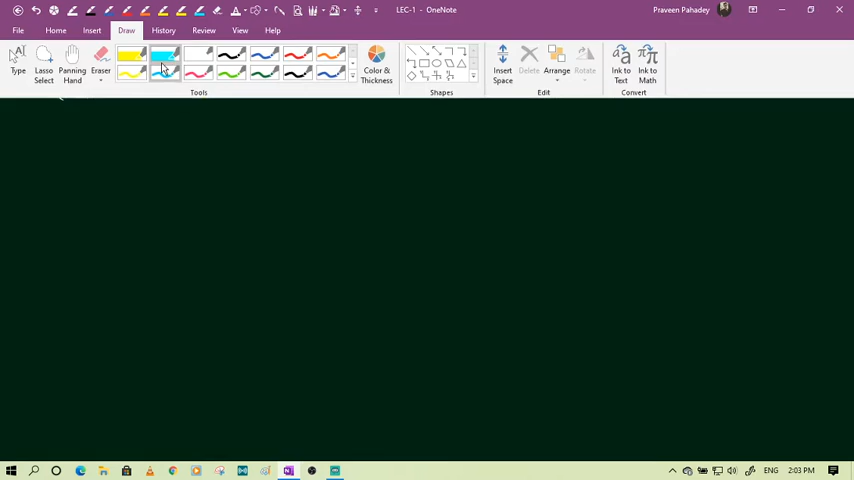 LEC-1 - OneNote
Praveen Pahadey
File Home Insert Draw History Review View Help
Type
Lasso Select
Panning Hand
Eraser
Color & Thickness
Insert Space
Delete
Arrange
Rotate
Ink to Text
Ink to Math
Tools
Shapes
Edit
Convert
ENG
2:03 PM